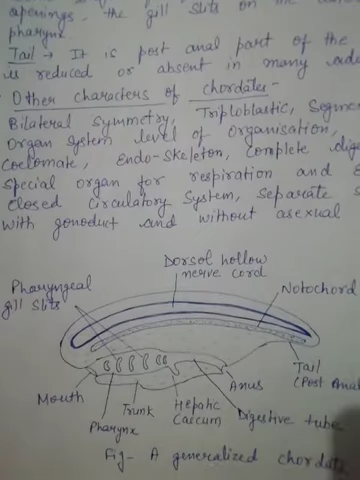 openings, the gill slits on the
pharynx
Tail → It is post anal part of the
is reduced or absent in many
Other characters of chordates-
Bilateral symmetry, Triploblastic,
Organ system level of organisation,
Coelomate, Endo-skeleton, Complete
special organ for respiration and
closed Circulatory System, Separate
with gonoduct and without asexual
Dorsal hollow
nerve cord
Pharyngeal
gill slits
Notochord
Tail
(Post Anal
Anus
Mouth
Trunk
Hepatic
Caecum
Digestive tube
Pharynx
Fig- A generalized chordate